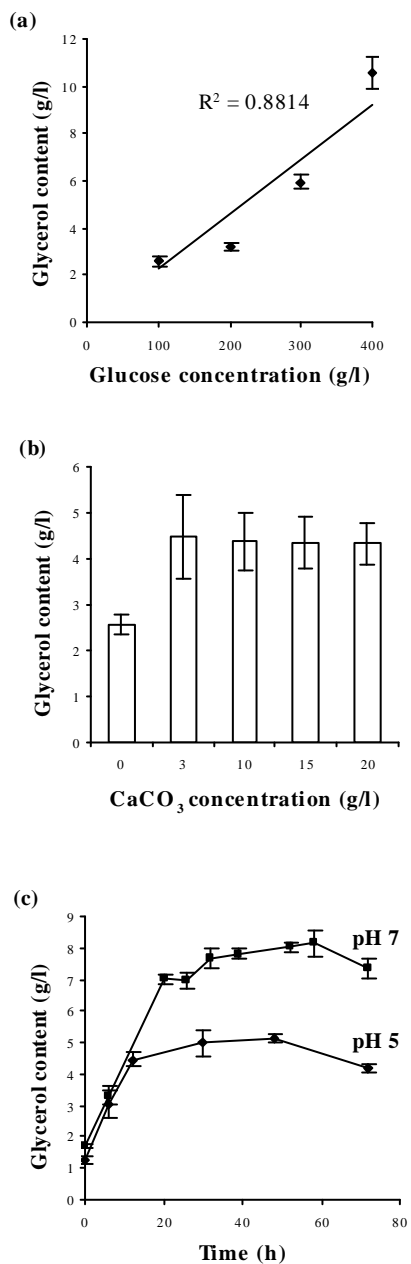 (a)
Glycerol content (g/l)
12
10
8
6
4
2
0
R² = 0.8814
0 100 200 300 400
Glucose concentration (g/l)
(b)
Glycerol content (g/l)
6
5
4
3
2
1
0
0 3 10 15 20
CaCO₃ concentration (g/l)
(c)
Glycerol content (g/l)
9
8
7
6
5
4
3
2
1
0
pH 7
pH 5
0 20 40 60 80
Time (h)